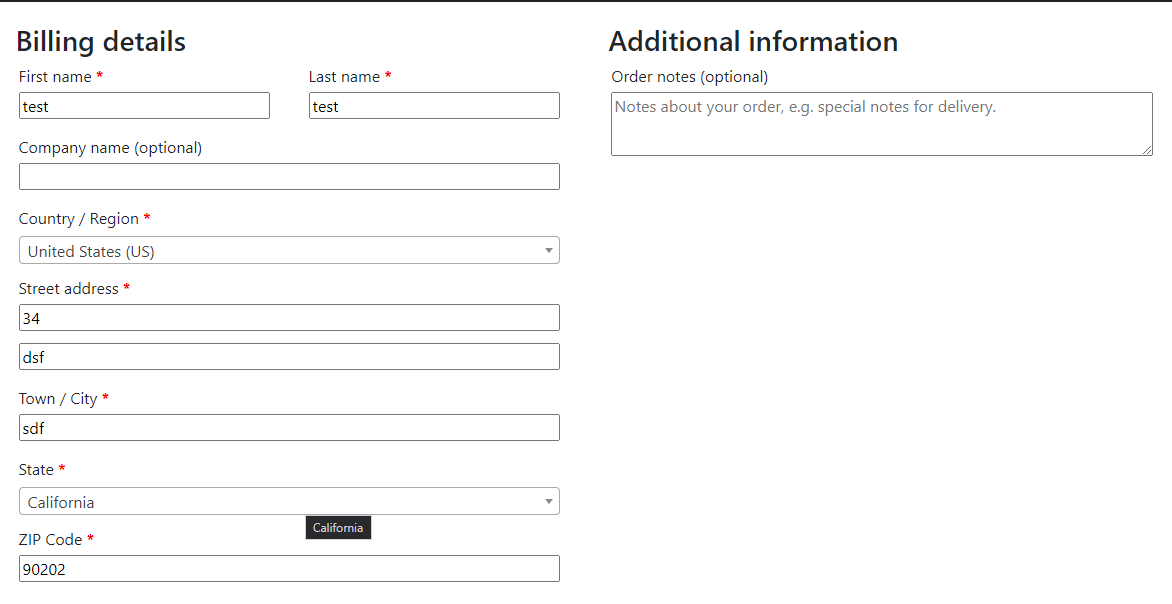 Billing details
First name *
Last name *
test
test
Company name (optional)
Country / Region *
United States (US)
Street address *
34
dsf
Town / City *
sdf
State *
California
California
ZIP Code *
90202
Additional information
Order notes (optional)
Notes about your order, e.g. special notes for delivery.